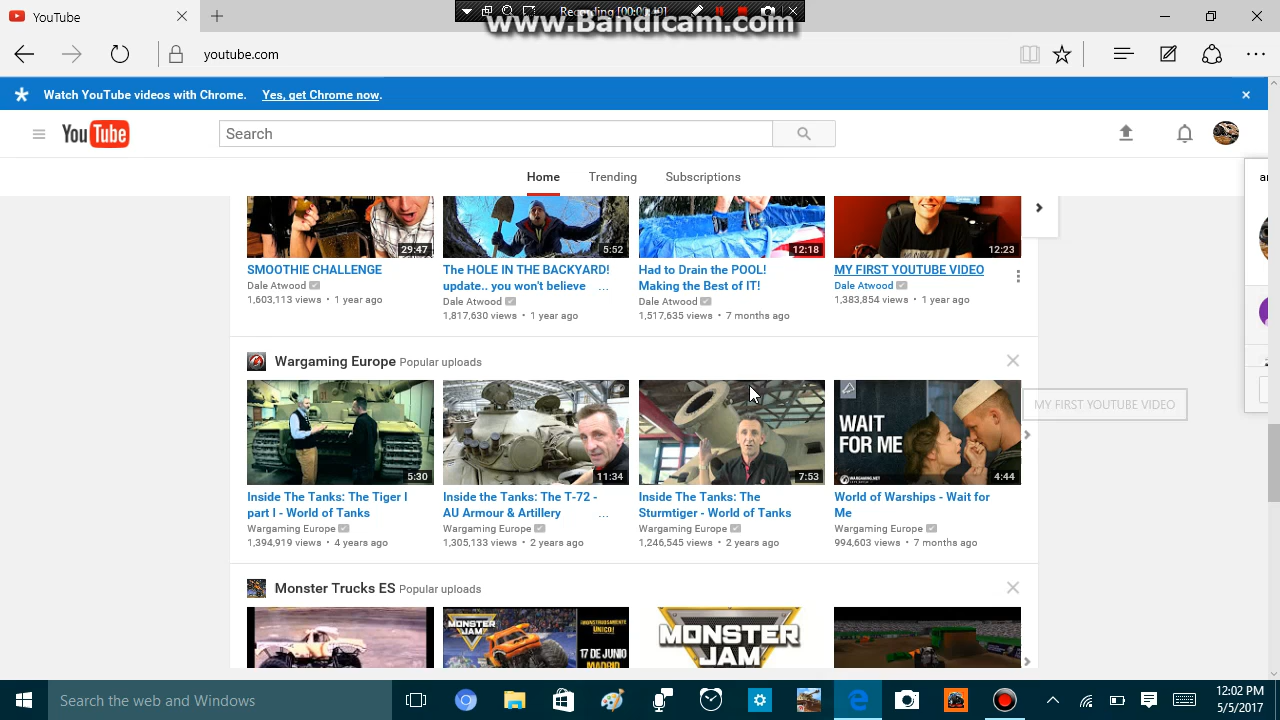 YouTube
Recording [00:00:49]
www.Bandicam.com
youtube.com
Watch YouTube videos with Chrome. Yes, get Chrome now.
YouTube
Search
Home Trending Subscriptions
29:47 5:52 12:18 12:23
SMOOTHIE CHALLENGE
Dale Atwood
1,603,113 views • 1 year ago
The HOLE IN THE BACKYARD!
update.. you won't believe ...
Dale Atwood
1,817,630 views • 1 year ago
Had to Drain the POOL!
Making the Best of IT!
Dale Atwood
1,517,635 views • 7 months ago
MY FIRST YOUTUBE VIDEO
Dale Atwood
1,383,854 views • 1 year ago
Wargaming Europe Popular uploads
MY FIRST YOUTUBE VIDEO
WAIT
FOR ME
WARGAMING.NET
5:30 11:34 7:53 4:44
Inside The Tanks: The Tiger I
part I - World of Tanks
Wargaming Europe
1,394,919 views • 4 years ago
Inside the Tanks: The T-72 -
AU Armour & Artillery ...
Wargaming Europe
1,305,133 views • 2 years ago
Inside The Tanks: The
Sturmtiger - World of Tanks
Wargaming Europe
1,246,545 views • 2 years ago
World of Warships - Wait for
Me
Wargaming Europe
994,603 views • 7 months ago
Monster Trucks ES Popular uploads
MONSTER
JAM
ÚNICO!
17 DE JUNIO
MADRID
MONSTER
JAM
Search the web and Windows
12:02 PM
5/5/2017